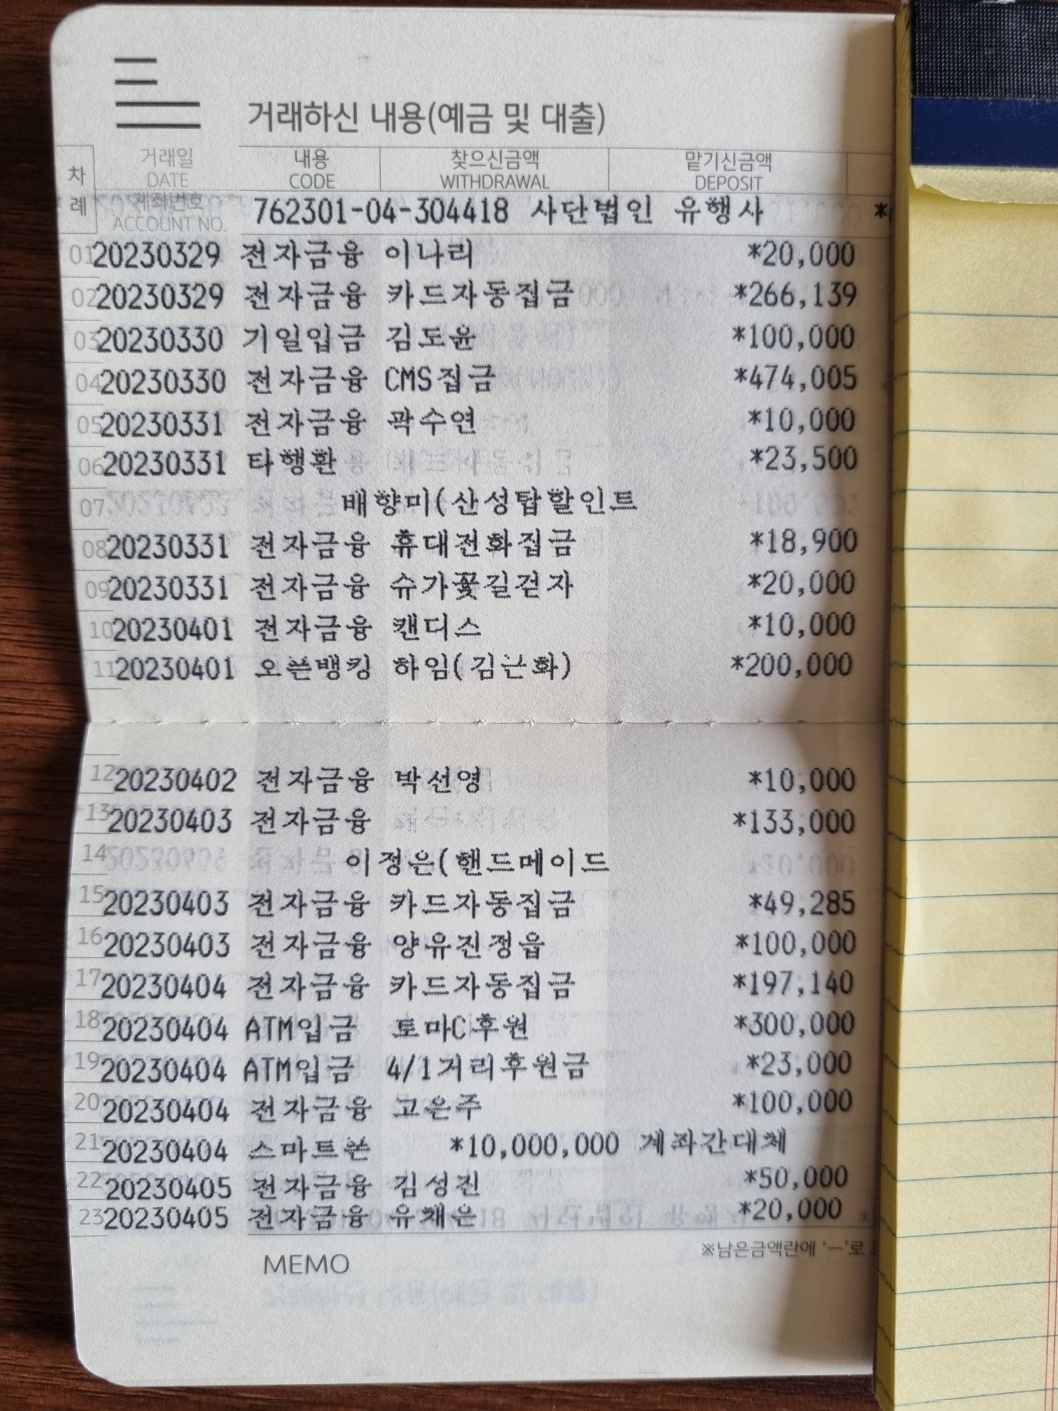 거래하신 내용(예금 및 대출)
차례 거래일 DATE 내용 CODE 찾으신금액 WITHDRAWAL 맡기신금액 DEPOSIT
계좌번호 ACCOUNT NO. 762301-04-304418 사단법인 유행사
01 20230329 전자금융 이나리 *20,000
02 20230329 전자금융 카드자동집금 *266,139
03 20230330 기일입금 김도윤 *100,000
04 20230330 전자금융 CMS집금 *474,005
05 20230331 전자금융 곽수연 *10,000
06 20230331 타행환 *23,500
07 배향미(산성탑할인트
08 20230331 전자금융 휴대전화집금 *18,900
09 20230331 전자금융 슈가꽃길걷자 *20,000
10 20230401 전자금융 캔디스 *10,000
11 20230401 오픈뱅킹 하임(김근화) *200,000
12 20230402 전자금융 박선영 *10,000
13 20230403 전자금융 *133,000
14 이정은(핸드메이드
15 20230403 전자금융 카드자동집금 *49,285
16 20230403 전자금융 양유진정읍 *100,000
17 20230404 전자금융 카드자동집금 *197,140
18 20230404 ATM입금 토마C후원 *300,000
19 20230404 ATM입금 4/1거리후원금 *23,000
20 20230404 전자금융 고은주 *100,000
21 20230404 스마트폰 *10,000,000 계좌간대체
22 20230405 전자금융 김성진 *50,000
23 20230405 전자금융 유채은 *20,000
※남은금액란에 '－'로
MEMO